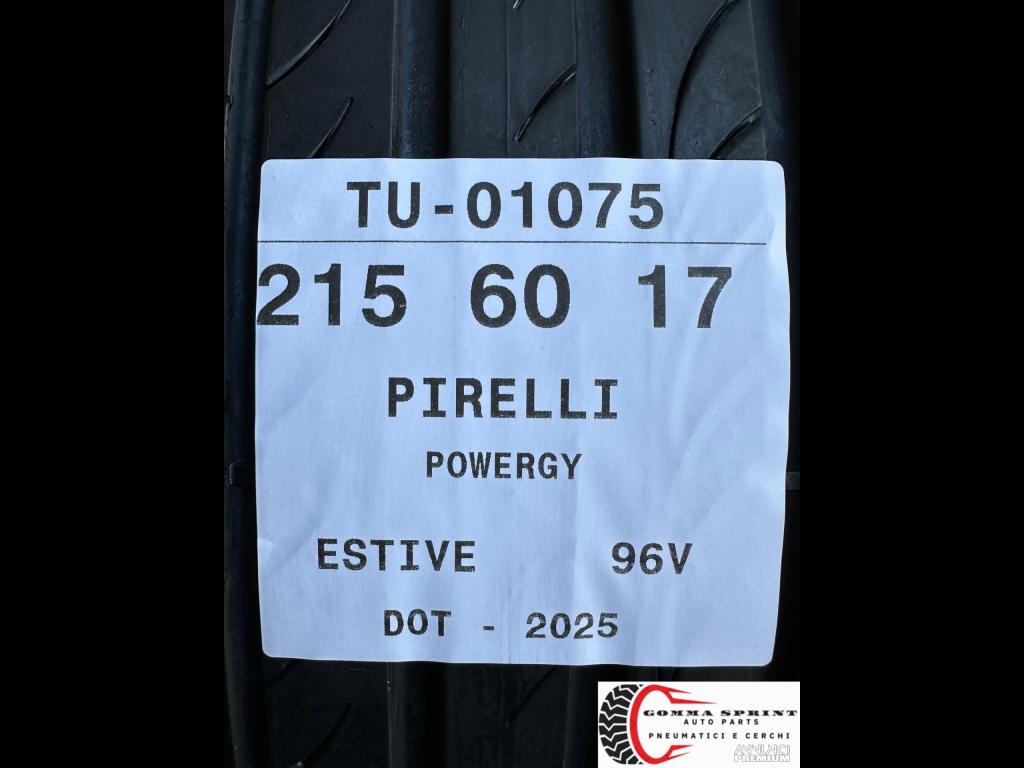 TU-01075
215 60 17
PIRELLI
POWERGY
ESTIVE 96V
DOT - 2025
GOMMA SPRINT
AUTO PARTS
PNEUMATICI E CERCHI
ANNUNCI
PREMIUM